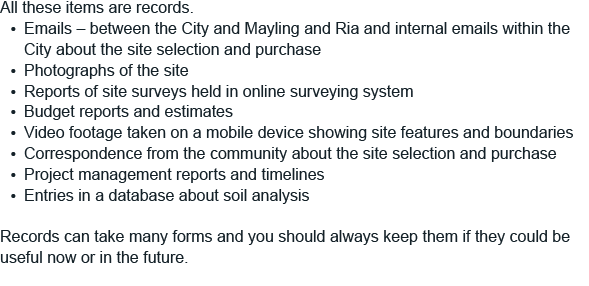 All these items are records.
• Emails – between the City and Mayling and Ria and internal emails within the
City about the site selection and purchase
• Photographs of the site
• Reports of site surveys held in online surveying system
• Budget reports and estimates
• Video footage taken on a mobile device showing site features and boundaries
• Correspondence from the community about the site selection and purchase
• Project management reports and timelines
• Entries in a database about soil analysis
Records can take many forms and you should always keep them if they could be
useful now or in the future.